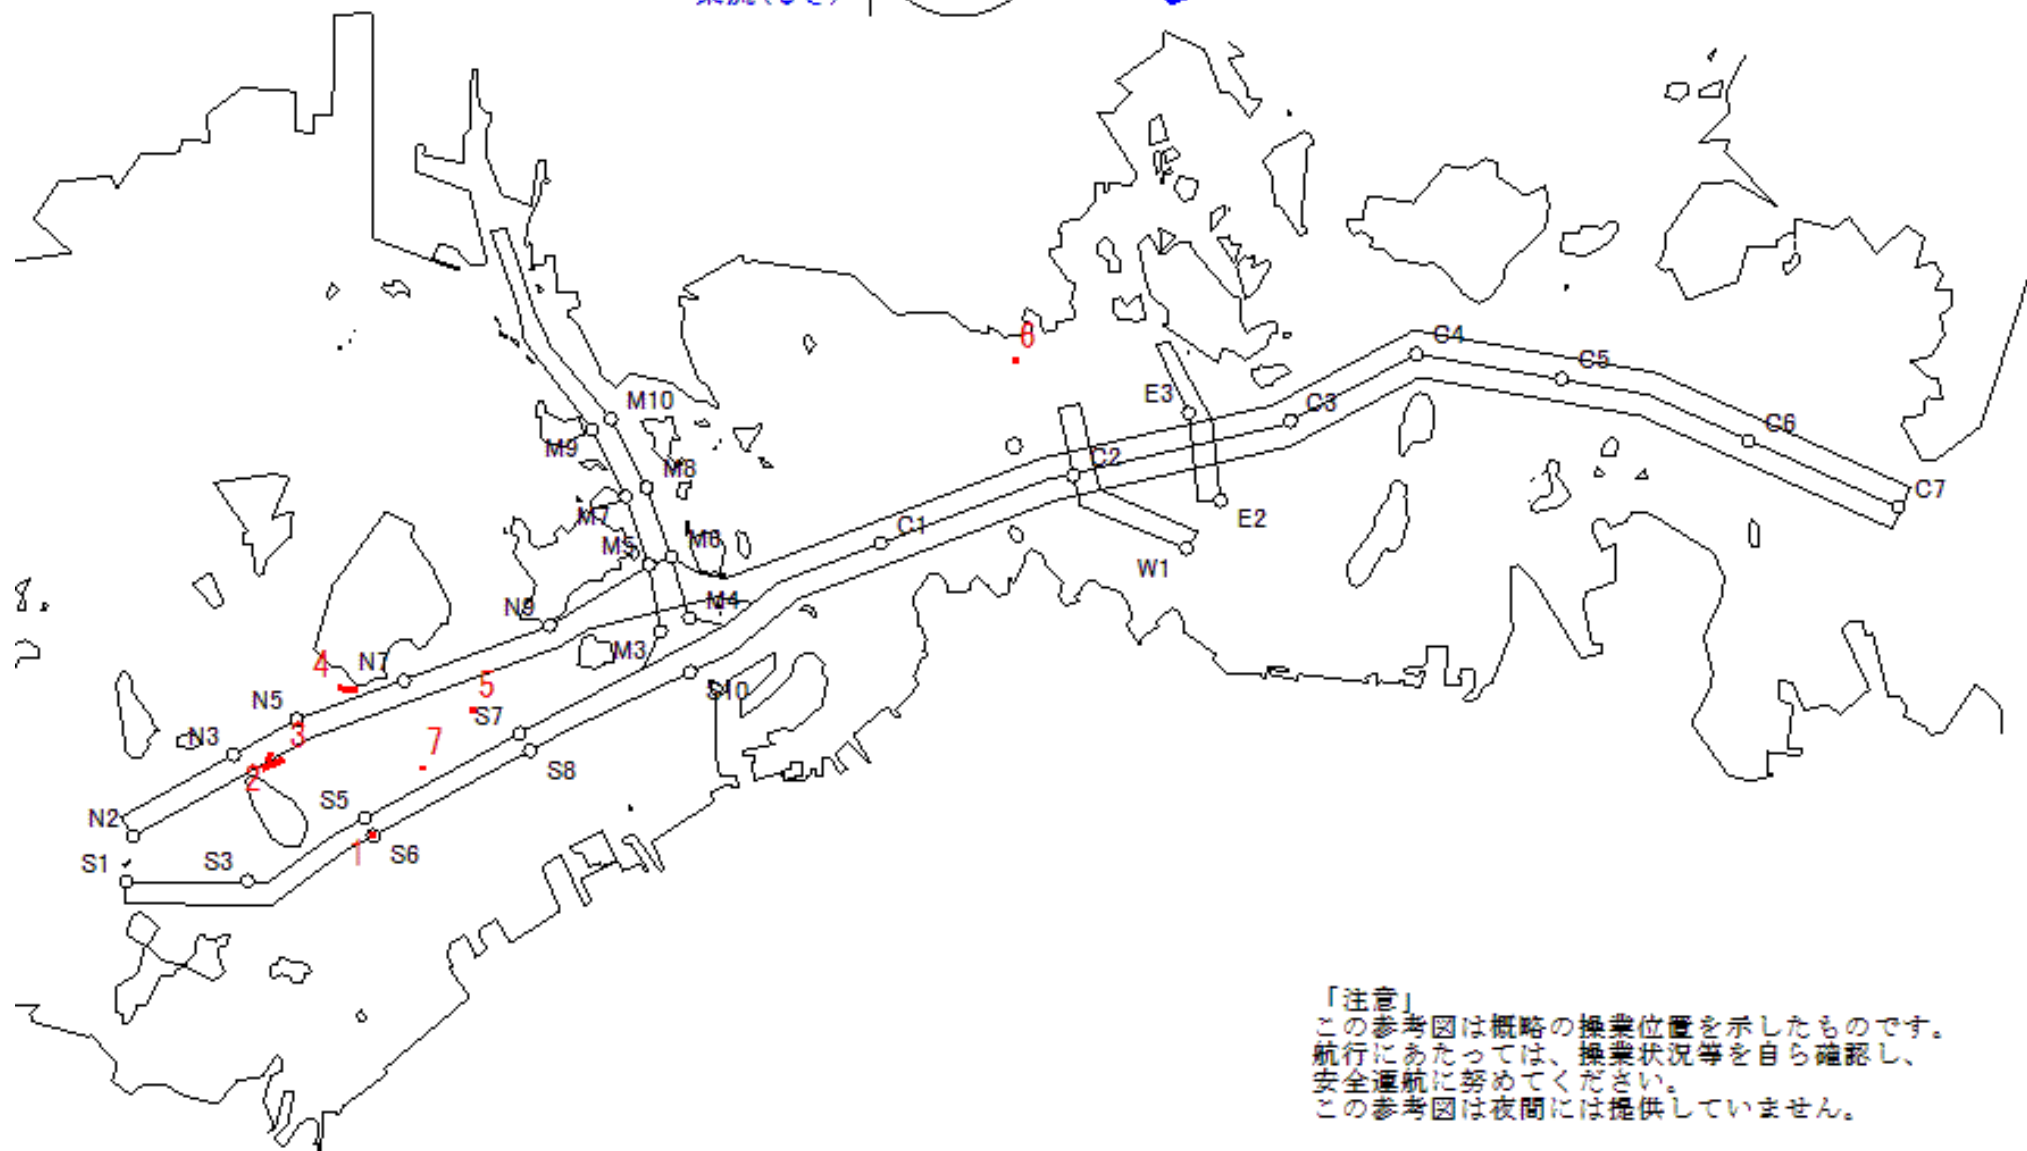 C4
C5
6
E3
M10
C3
C6
M9
C2
M8
C7
M7
E2
C1
M5
M6
W1
N9
M4
M3
4
N7
5
S10
N5
S7
N3
3
7
S8
2
S5
N2
1
S6
S1
S3
「注意」
この参考図は概略の操業位置を示したものです。
航行にあたっては、操業状況等を自ら確認し、
安全運航に努めてください。
この参考図は夜間には提供していません。